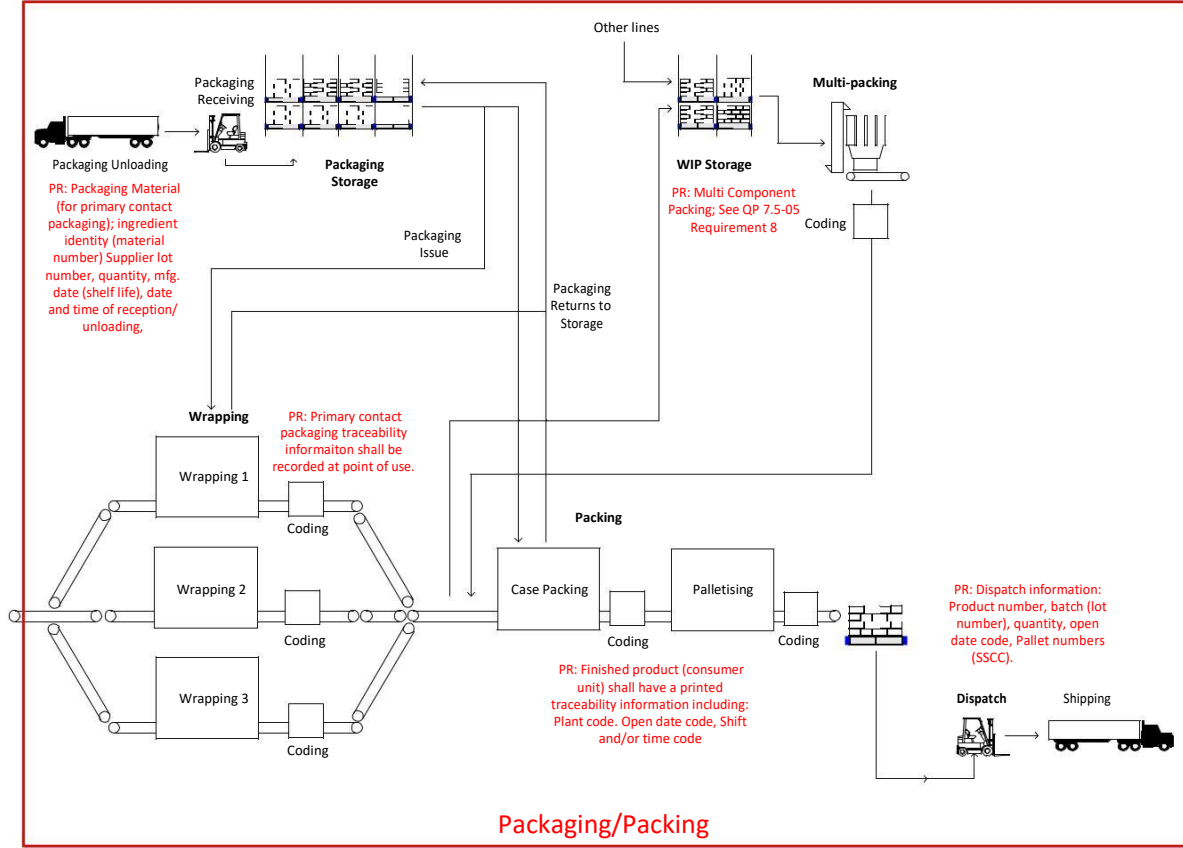 Other lines
Packaging
Receiving
Multi-packing
Packaging Unloading
Packaging
Storage
WIP Storage
PR: Packaging Material
(for primary contact
packaging); ingredient
identity (material
number) Supplier lot
number, quantity, mfg.
date (shelf life), date
and time of reception/
unloading,
PR: Multi Component
Packing; See QP 7.5-05
Requirement 8
Coding
Packaging
Issue
Packaging
Returns to
Storage
Wrapping
PR: Primary contact
packaging traceability
informaiton shall be
recorded at point of use.
Wrapping 1
Coding
Packing
Wrapping 2
Coding
Case Packing
Coding
Palletising
Coding
PR: Dispatch information:
Product number, batch (lot
number), quantity, open
date code, Pallet numbers
(SSCC).
Wrapping 3
Coding
PR: Finished product (consumer
unit) shall have a printed
traceability information including:
Plant code. Open date code, Shift
and/or time code
Dispatch
Shipping
Packaging/Packing